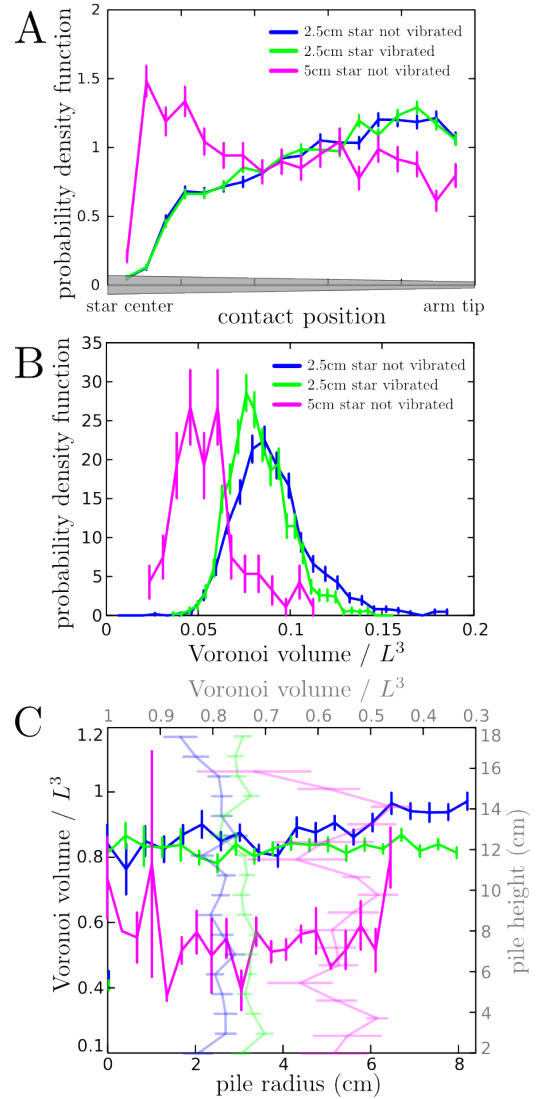 A
probability density function
2
1.5
1
0.5
0
2.5cm star not vibrated
2.5cm star vibrated
5cm star not vibrated
star center
contact position
arm tip
B
probability density function
35
30
25
20
15
10
5
0
2.5cm star not vibrated
2.5cm star vibrated
5cm star not vibrated
0 0.05 0.1 0.15 0.2
Voronoi volume / L³
Voronoi volume / L³
C
1 0.9 0.8 0.7 0.6 0.5 0.4 0.3
Voronoi volume / L³
1.2
1
0.8
0.6
0.4
0.1
18
16
14
12
10
8
6
4
2
pile height (cm)
0 2 4 6 8
pile radius (cm)